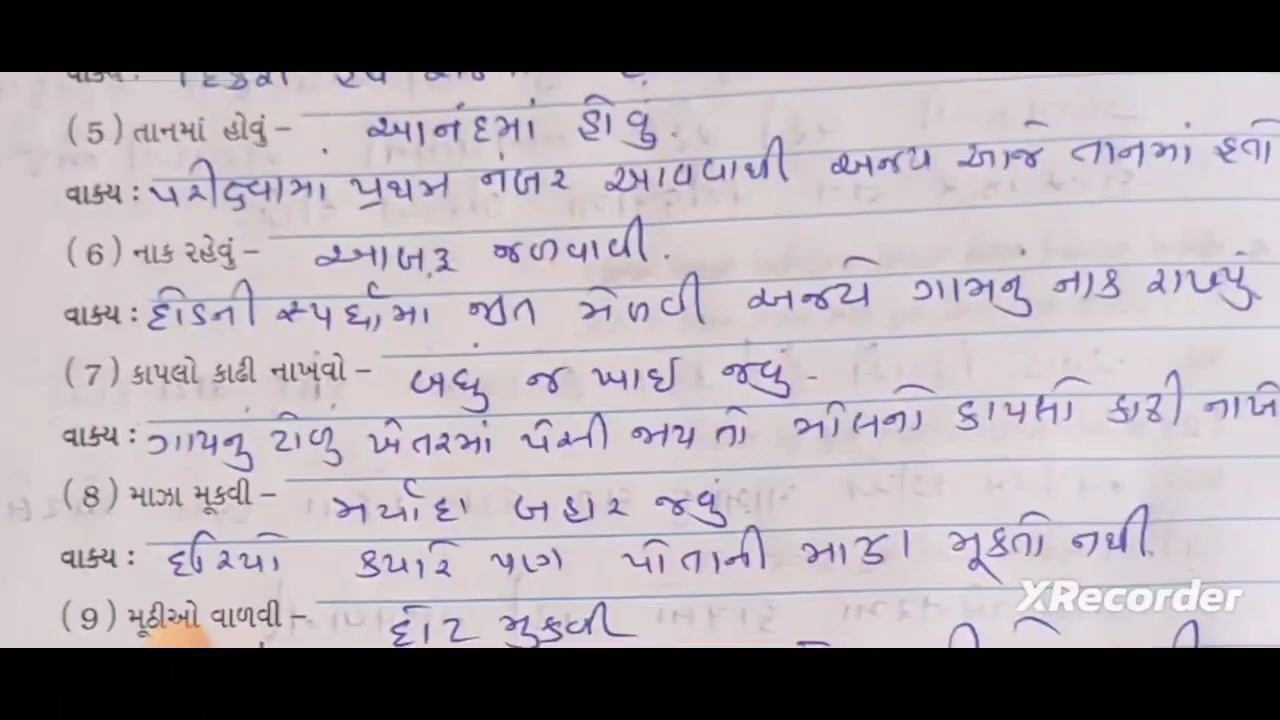 વાક્ય:
(5) તાનમાં હોવું - આનંદમાં હોવું.
વાક્ય: પરીક્ષામાં પ્રથમ નંબર આવવાથી અજય આજે તાનમાં હતો
(6) નાક રહેવું - આબરૂ જળવાવી.
વાક્ય: દોડની સ્પર્ધામા જીત મેળવી અજયે ગામનું નાક રાખ્યું
(7) કાપલો કાઢી નાખવો - બધું જ ખાઈ જવું -
વાક્ય: ગાયનું ટોળું ખેતરમાં પેસી જાય તો મોલનો કાપલો કાઢી નાખે
(8) માઝા મૂકવી - મર્યાદા બહાર જવું
વાક્ય: દરિયો ક્યારે પણ પોતાની માઝા મૂકતો નથી.
(9) મૂઠીઓ વાળવી - દોટ મુકવી
XRecorder